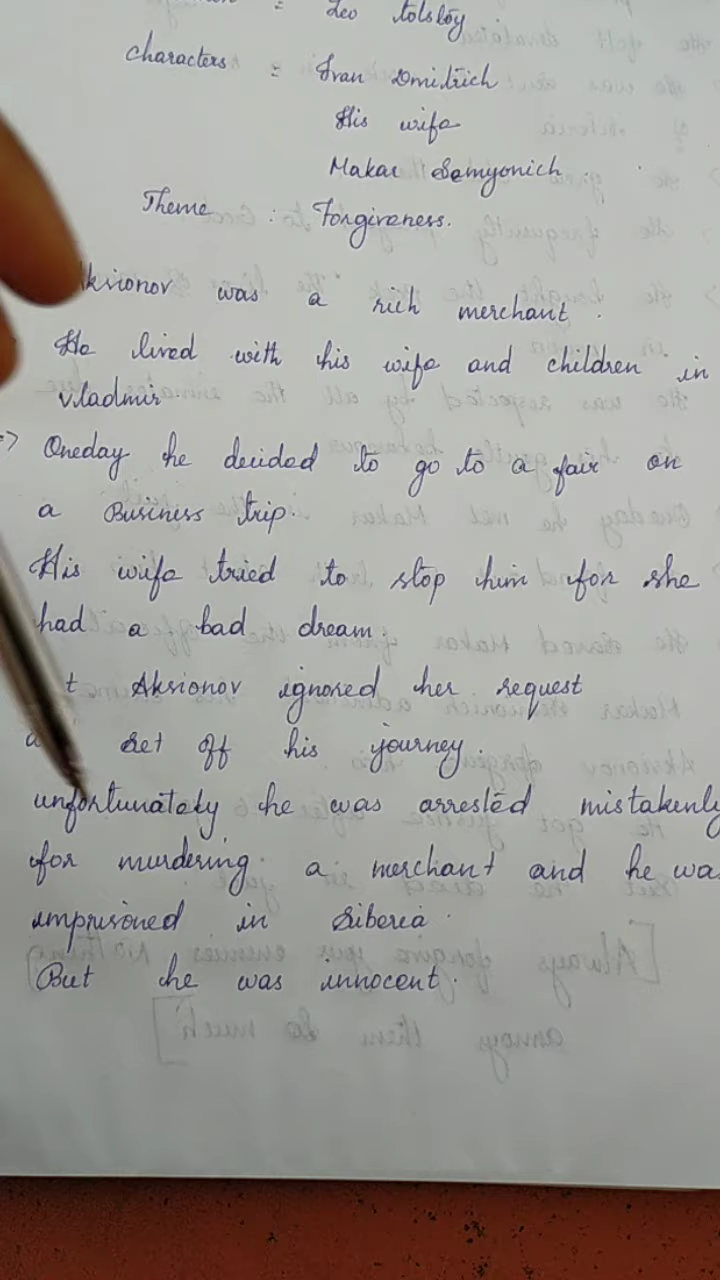 = Leo tolstoy
characters = Ivan Dmitrich
His wife
Makar Semyonich
Theme : Forgiveness.
Aksionov was a rich merchant.
He lived with his wife and children in
vladmir
=> Oneday he decided to go to a fair on
a Business trip.
His wife tried to stop him for she
had a bad dream.
Aksionov ignored her request
set off his journey.
unfortunately he was arrested mistakenly
for murdering a merchant and he was
imprisoned in Siberia.
But he was innocent.